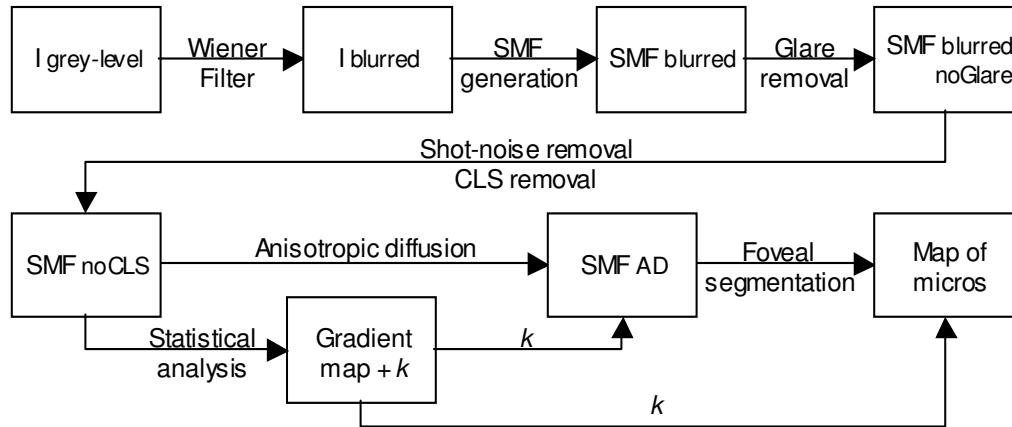 I grey-level
Wiener
Filter
I blurred
SMF
generation
SMF blurred
Glare
removal
SMF blurred
noGlare
Shot-noise removal
CLS removal
SMF noCLS
Anisotropic diffusion
SMF AD
Foveal
segmentation
Map of
micros
Statistical
analysis
Gradient
map + k
k
k